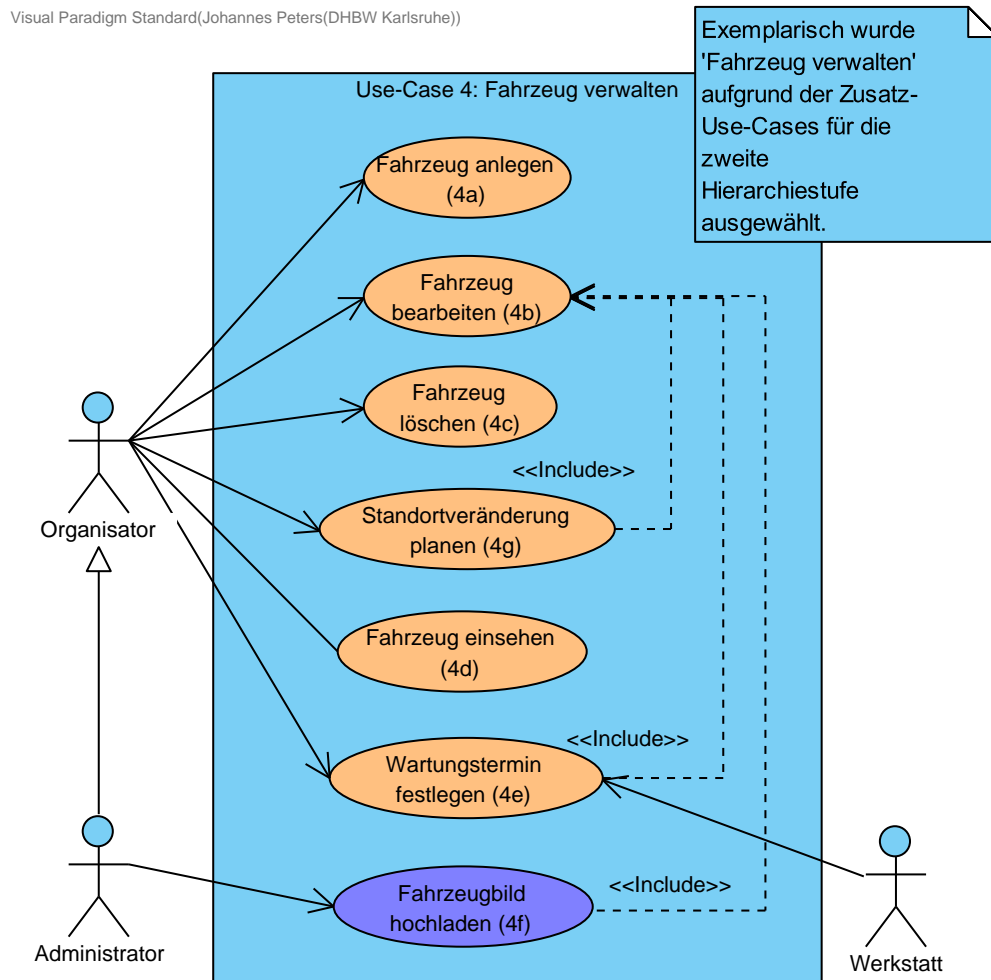 Visual Paradigm Standard(Johannes Peters(DHBW Karlsruhe))
Exemplarisch wurde
'Fahrzeug verwalten'
aufgrund der Zusatz-
Use-Cases für die
zweite
Hierarchiestufe
ausgewählt.
Use-Case 4: Fahrzeug verwalten
Fahrzeug anlegen
(4a)
Fahrzeug
bearbeiten (4b)
Fahrzeug
löschen (4c)
<<Include>>
Standortveränderung
planen (4g)
Organisator
Fahrzeug einsehen
(4d)
<<Include>>
Wartungstermin
festlegen (4e)
<<Include>>
Fahrzeugbild
hochladen (4f)
Administrator
Werkstatt